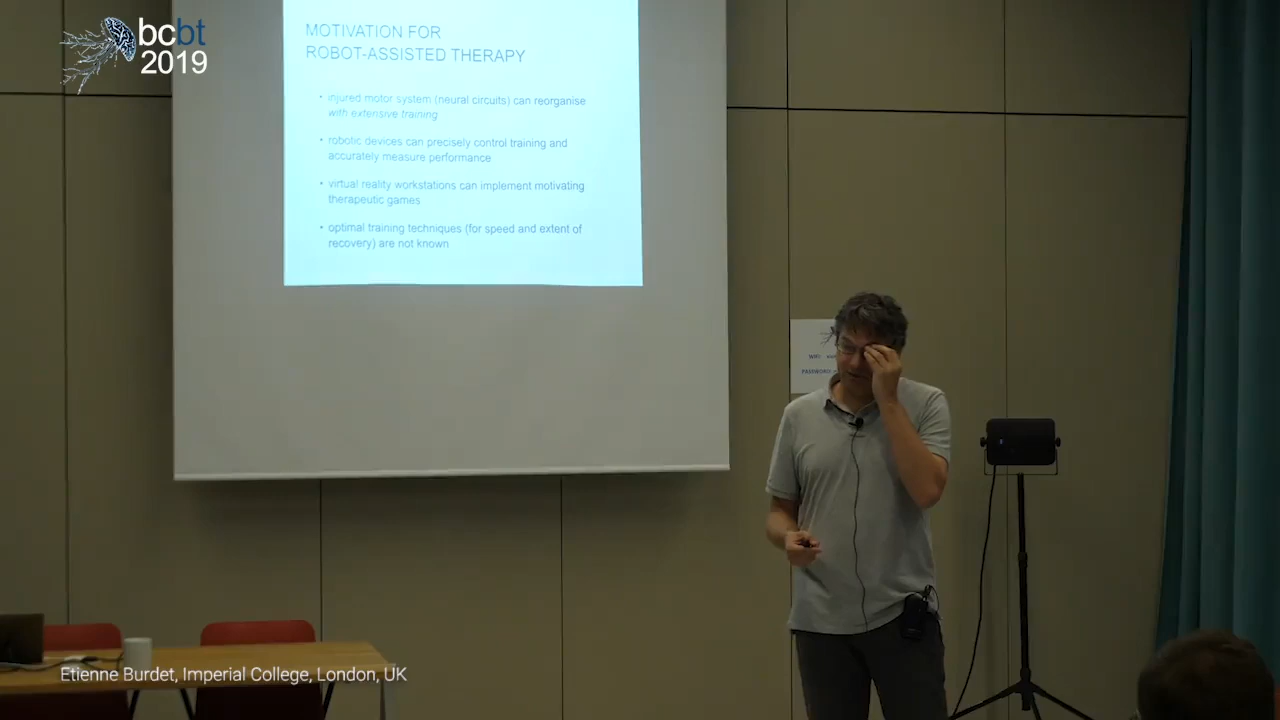 bcbt
2019
MOTIVATION FOR
ROBOT-ASSISTED THERAPY
• injured motor system (neural circuits) can reorganise
with extensive training
• robotic devices can precisely control training and
accurately measure performance
• virtual reality workstations can implement motivating
therapeutic games
• optimal training techniques (for speed and extent of
recovery) are not known
WIFI
PASSWORD
Etienne Burdet, Imperial College, London, UK